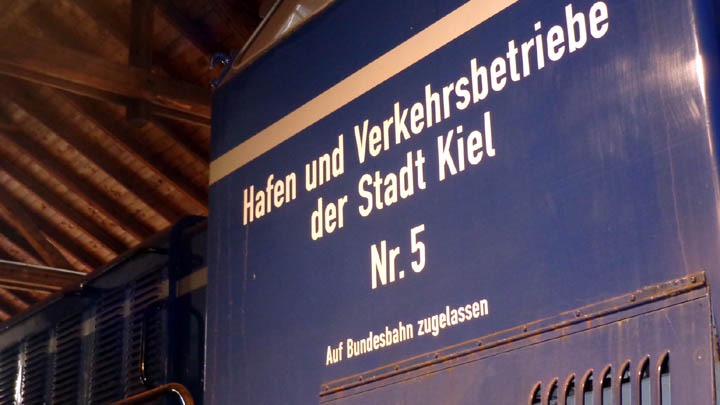 Hafen und Verkehrsbetriebe
der Stadt Kiel
Nr. 5
Auf Bundesbahn zugelassen